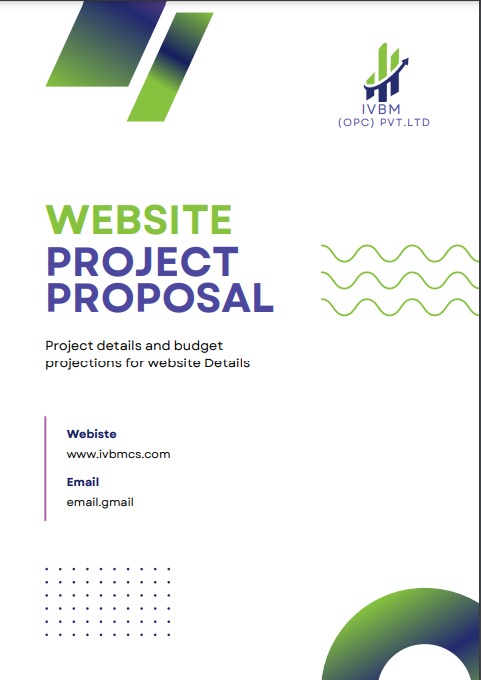 IVBM
(OPC) PVT.LTD
WEBSITE
PROJECT
PROPOSAL
Project details and budget
projections for website Details
Webiste
www.ivbmcs.com
Email
email.gmail